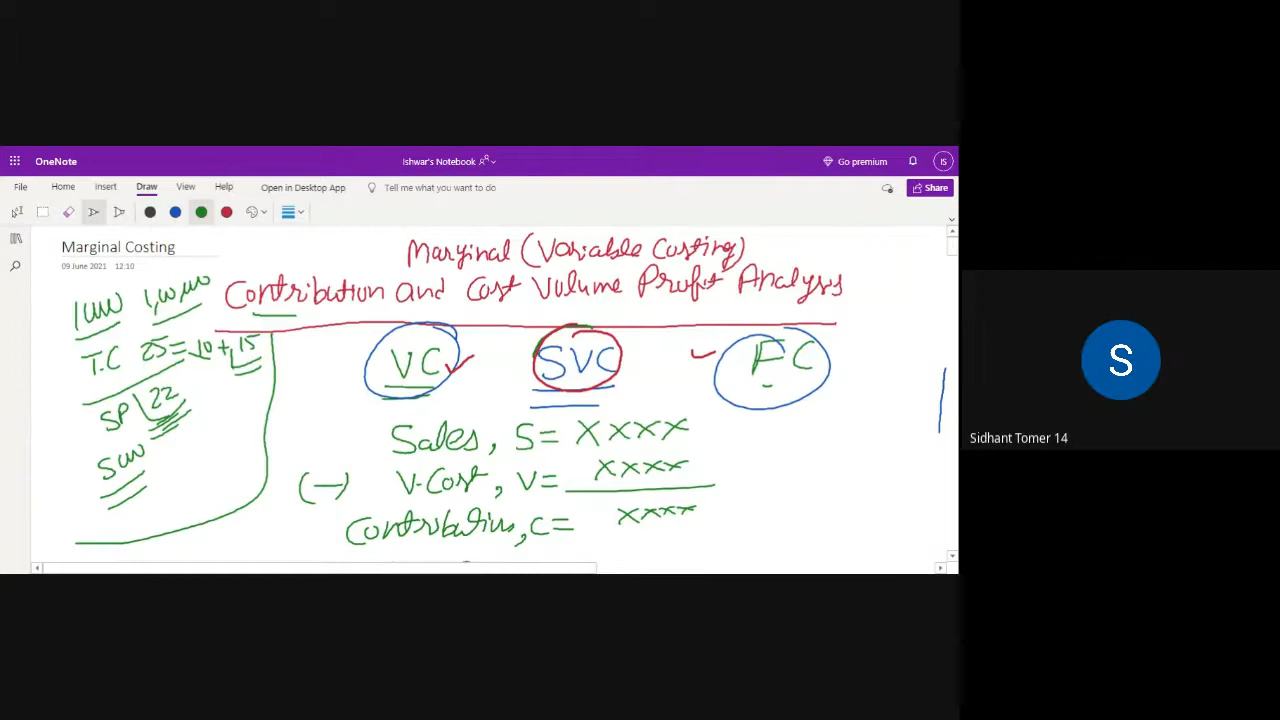 OneNote
Ishwar's Notebook
Go premium
IS
File Home Insert Draw View Help Open in Desktop App Tell me what you want to do
Share
Marginal Costing
09 June 2021 12:10
Marginal (Variable Costing)
Contribution and Cost Volume Profit Analysis
T.C 25 = 10 + 15
SP 22
VC SVC FC
Sales, S = XXXX
(-) V.Cost, V = XXXX
Contribution, C = XXXX
S
Sidhant Tomer 14